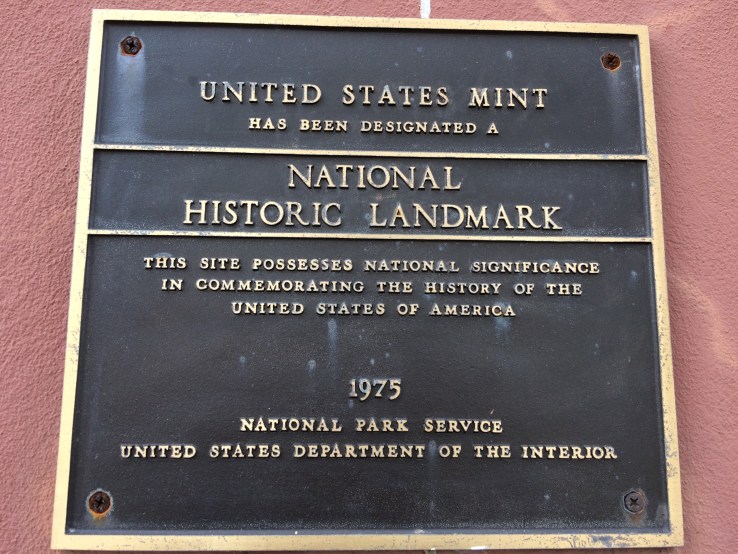 UNITED STATES MINT
HAS BEEN DESIGNATED A
NATIONAL
HISTORIC LANDMARK
THIS SITE POSSESSES NATIONAL SIGNIFICANCE
IN COMMEMORATING THE HISTORY OF THE
UNITED STATES OF AMERICA
1975
NATIONAL PARK SERVICE
UNITED STATES DEPARTMENT OF THE INTERIOR